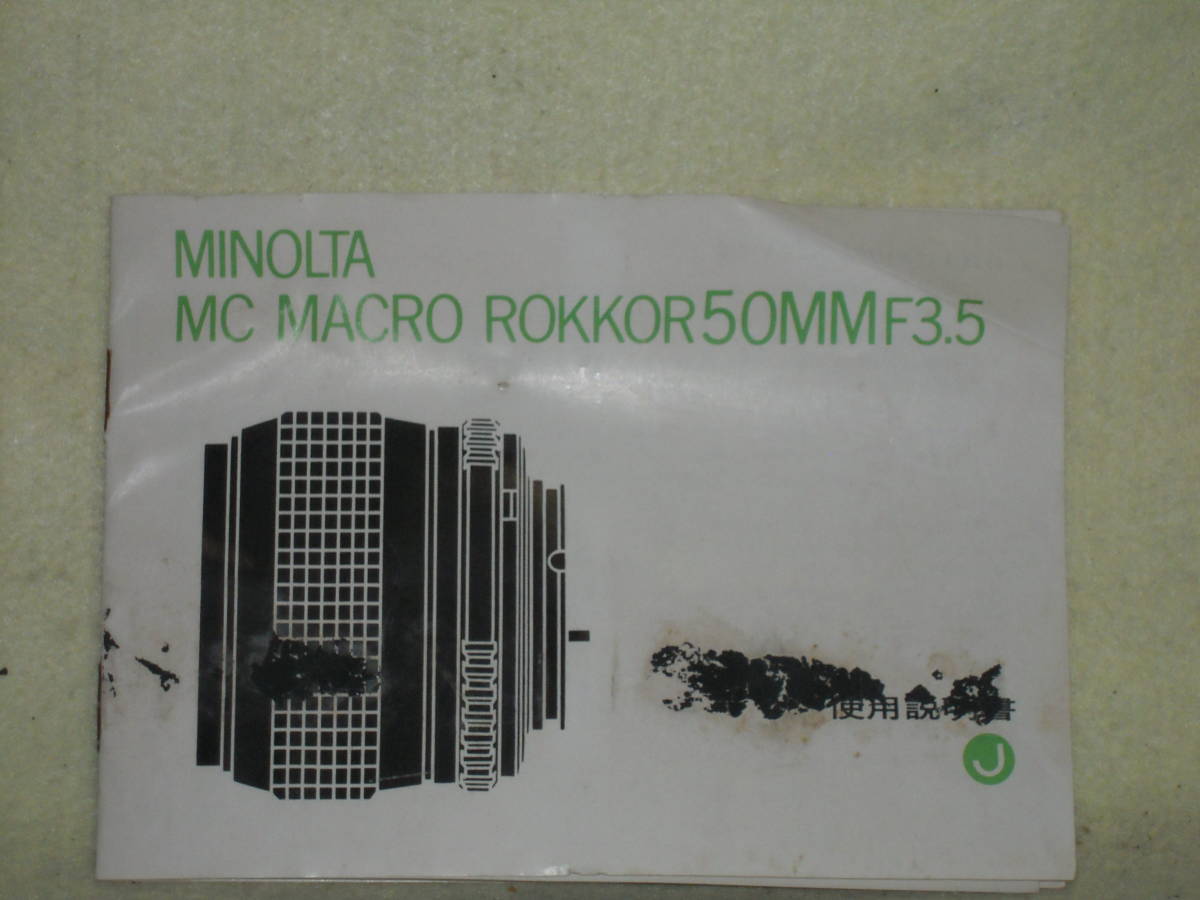 MINOLTA
MC MACRO ROKKOR 50MM F3.5
使用説明書
J